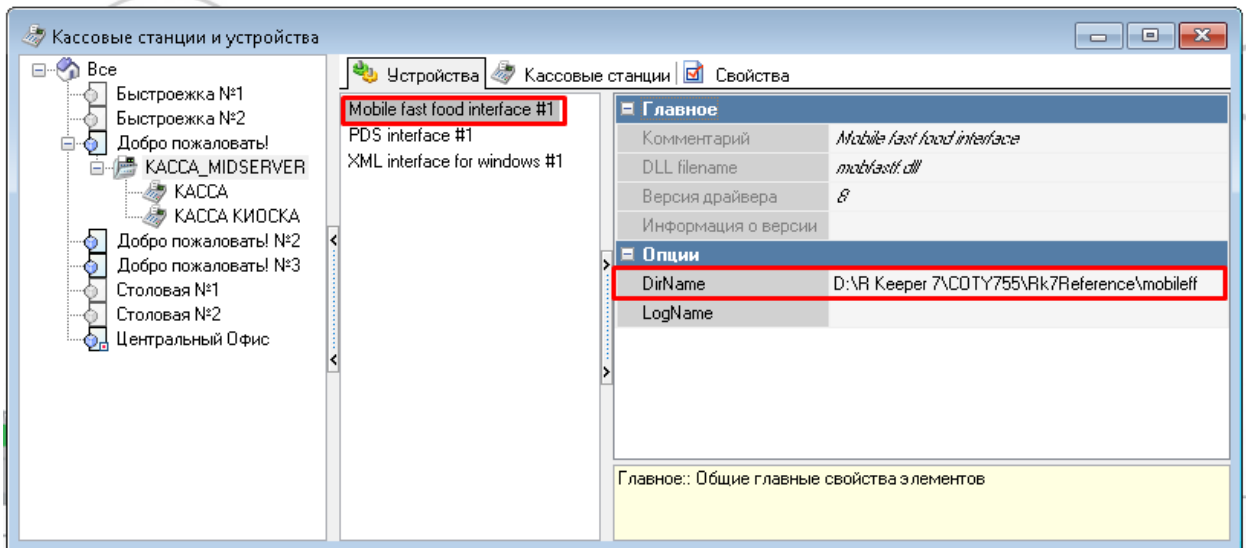 Кассовые станции и устройства
Все
Быстроежка №1
Быстроежка №2
Добро пожаловать!
КАССА_MIDSERVER
КАССА
КАССА КИОСКА
Добро пожаловать! №2
Добро пожаловать! №3
Столовая №1
Столовая №2
Центральный Офис
Устройства Кассовые станции Свойства
Mobile fast food interface #1
PDS interface #1
XML interface for windows #1
Главное
Комментарий Mobile fast food interface
DLL filename mobfastf.dll
Версия драйвера 8
Информация о версии
Опции
DirName D:\R Keeper 7\COTY755\Rk7Reference\mobileff
LogName
Главное:: Общие главные свойства элементов